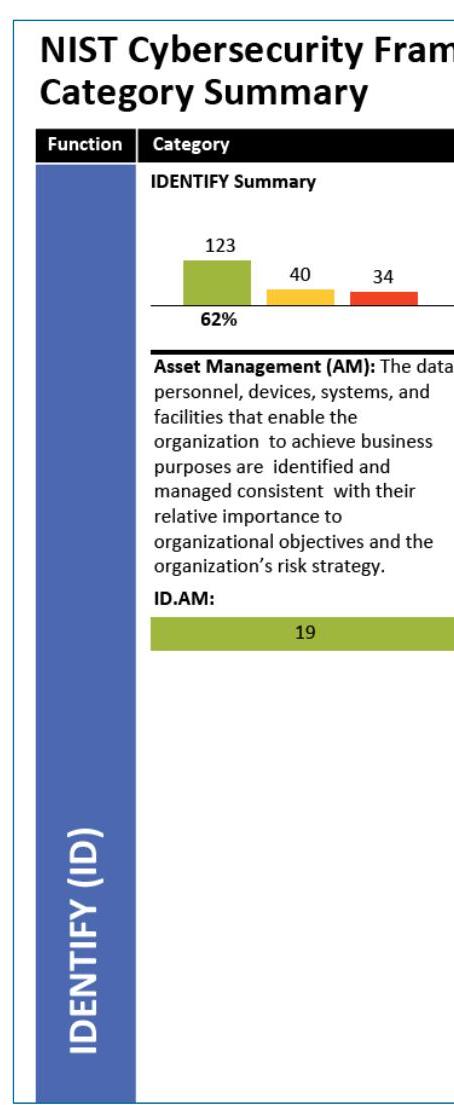 NIST Cybersecurity Fram
Category Summary
Function Category
IDENTIFY Summary
123
40
34
62%
Asset Management (AM): The data
personnel, devices, systems, and
facilities that enable the
organization to achieve business
purposes are identified and
managed consistent with their
relative importance to
organizational objectives and the
organization’s risk strategy.
ID.AM:
19
IDENTIFY (ID)